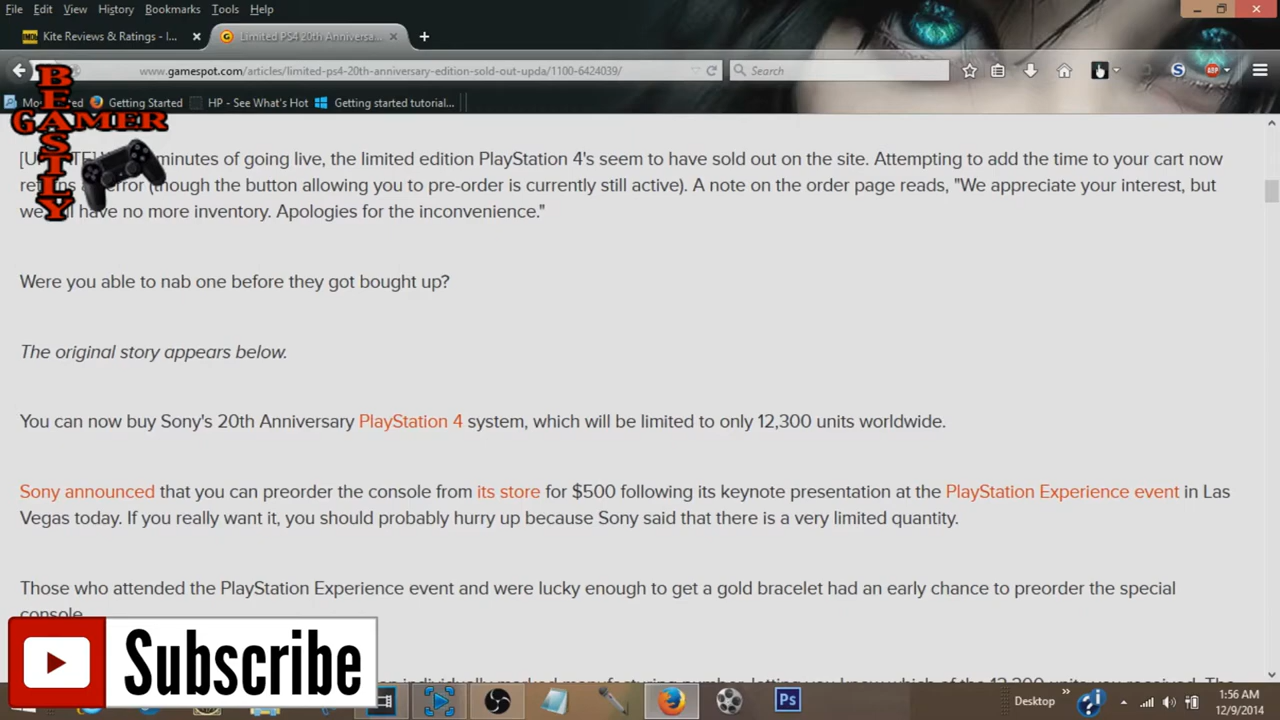 File Edit View History Bookmarks Tools Help
Kite Reviews & Ratings - I...
Limited PS4 20th Anniversa...
www.gamespot.com/articles/limited-ps4-20th-anniversary-edition-sold-out-upda/1100-6424039/
Search
Getting Started
HP - See What's Hot
Getting started tutorial...
BEASTLY
GAMER
minutes of going live, the limited edition PlayStation 4's seem to have sold out on the site. Attempting to add the time to your cart now
error (though the button allowing you to pre-order is currently still active). A note on the order page reads, "We appreciate your interest, but
have no more inventory. Apologies for the inconvenience."
Were you able to nab one before they got bought up?
The original story appears below.
You can now buy Sony's 20th Anniversary PlayStation 4 system, which will be limited to only 12,300 units worldwide.
Sony announced that you can preorder the console from its store for $500 following its keynote presentation at the PlayStation Experience event in Las
Vegas today. If you really want it, you should probably hurry up because Sony said that there is a very limited quantity.
Those who attended the PlayStation Experience event and were lucky enough to get a gold bracelet had an early chance to preorder the special
console.
Subscribe
Ps
Desktop
1:56 AM
12/9/2014